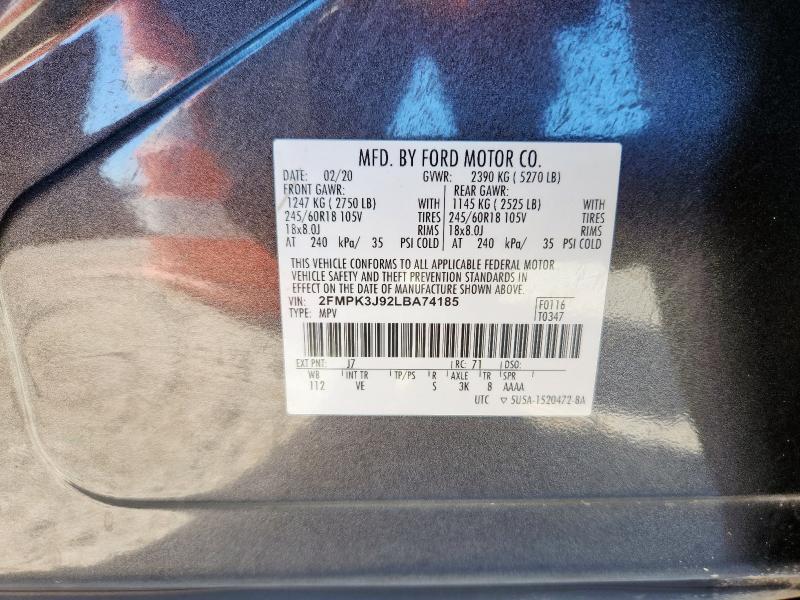 MFD. BY FORD MOTOR CO.
DATE: 02/20 GVWR: 2390 KG ( 5270 LB)
FRONT GAWR: REAR GAWR:
1247 KG ( 2750 LB) WITH 1145 KG ( 2525 LB) WITH
245/60R18 105V TIRES 245/60R18 105V TIRES
18x8.0J RIMS 18x8.0J RIMS
AT 240 kPa/ 35 PSI COLD AT 240 kPa/ 35 PSI COLD
THIS VEHICLE CONFORMS TO ALL APPLICABLE FEDERAL MOTOR
VEHICLE SAFETY AND THEFT PREVENTION STANDARDS IN
EFFECT ON THE DATE OF MANUFACTURE SHOWN ABOVE.
VIN: 2FMPK3J92LBA74185 F0116
TYPE: MPV T0347
EXT PNT: J7 RC: 71 DSO:
WB INT TR TP/PS R AXLE TR SPR
112 VE S 3K 8 AAAA
UTC ▽ 5U5A-1520472-8A